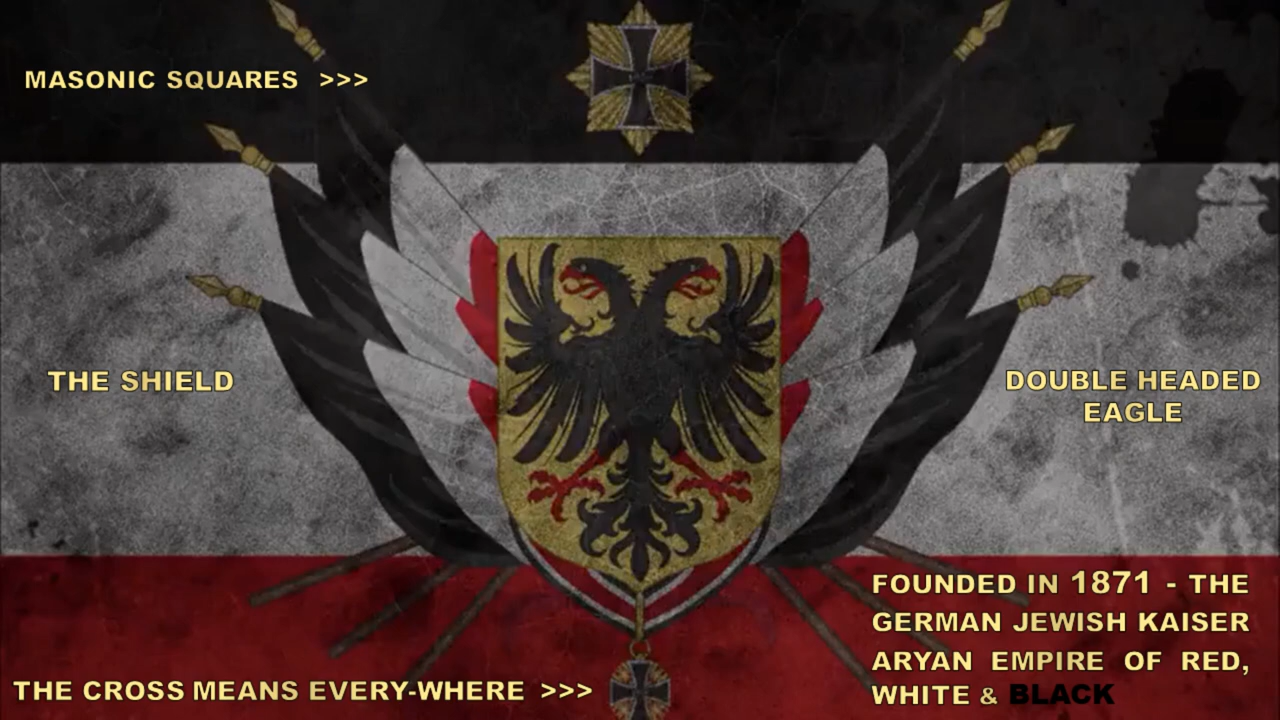 MASONIC SQUARES >>>
THE SHIELD
DOUBLE HEADED
EAGLE
FOUNDED IN 1871 - THE
GERMAN JEWISH KAISER
ARYAN EMPIRE OF RED,
WHITE & BLACK
THE CROSS MEANS EVERY-WHERE >>>